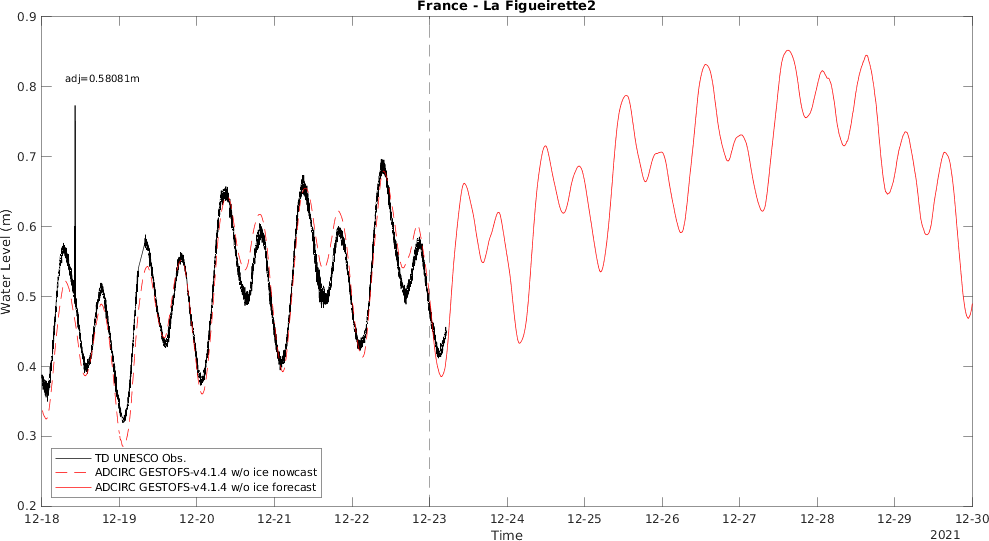 France - La Figueirette2
adj=0.58081m
Water Level (m)
0.9
0.8
0.7
0.6
0.5
0.4
0.3
0.2
TD UNESCO Obs.
ADCIRC GESTOFS-v4.1.4 w/o ice nowcast
ADCIRC GESTOFS-v4.1.4 w/o ice forecast
12-18 12-19 12-20 12-21 12-22 12-23 12-24 12-25 12-26 12-27 12-28 12-29 12-30
Time
2021